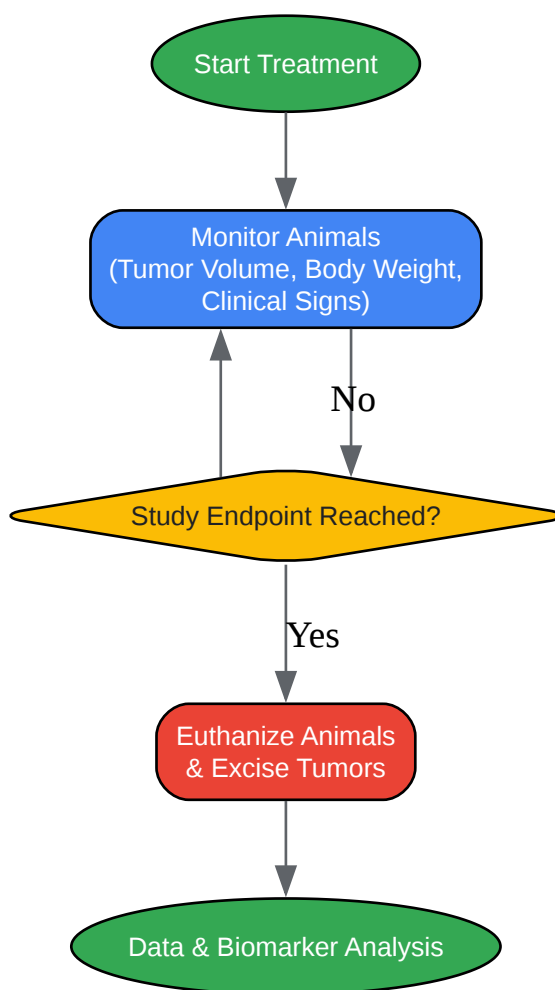 Start Treatment
Monitor Animals
(Tumor Volume, Body Weight,
Clinical Signs)
No
Study Endpoint Reached?
Yes
Euthanize Animals
& Excise Tumors
Data & Biomarker Analysis